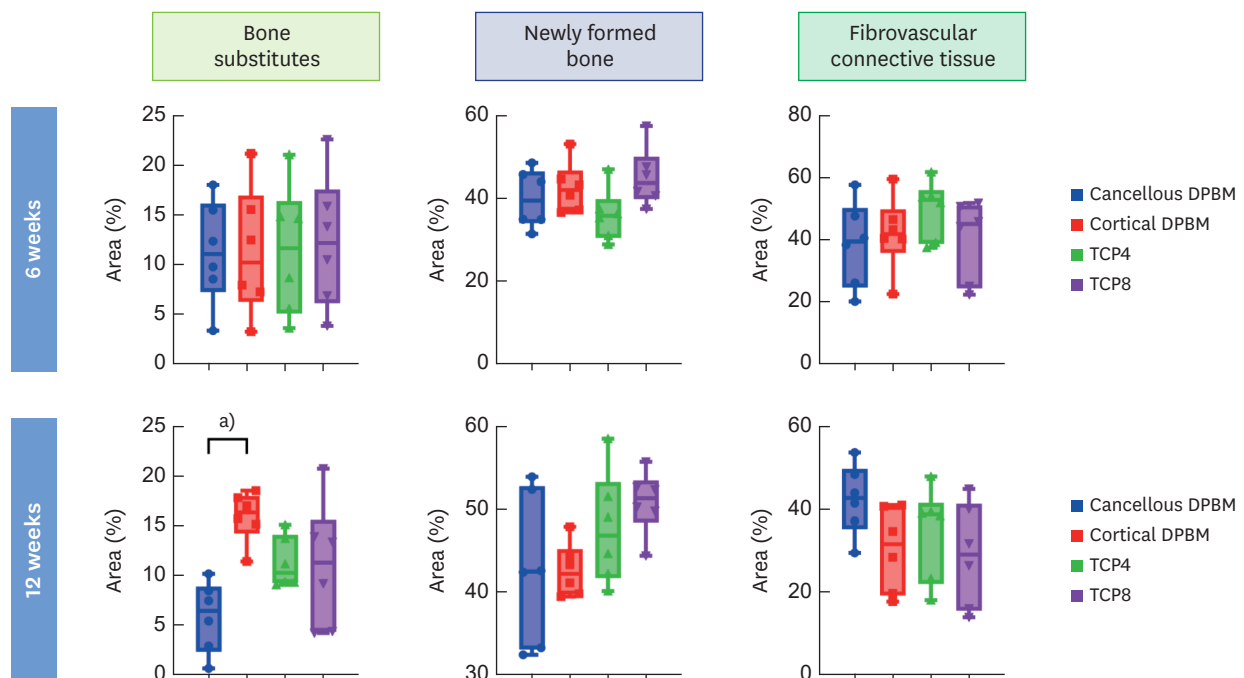 Bone
substitutes
Newly formed
bone
Fibrovascular
connective tissue
6 weeks
Area (%)
25
20
15
10
5
0
Area (%)
60
40
20
0
Area (%)
80
60
40
20
0
Cancellous DPBM
Cortical DPBM
TCP4
TCP8
12 weeks
Area (%)
25
20
15
10
5
0
a)
Area (%)
60
50
40
30
Area (%)
60
40
20
0
Cancellous DPBM
Cortical DPBM
TCP4
TCP8